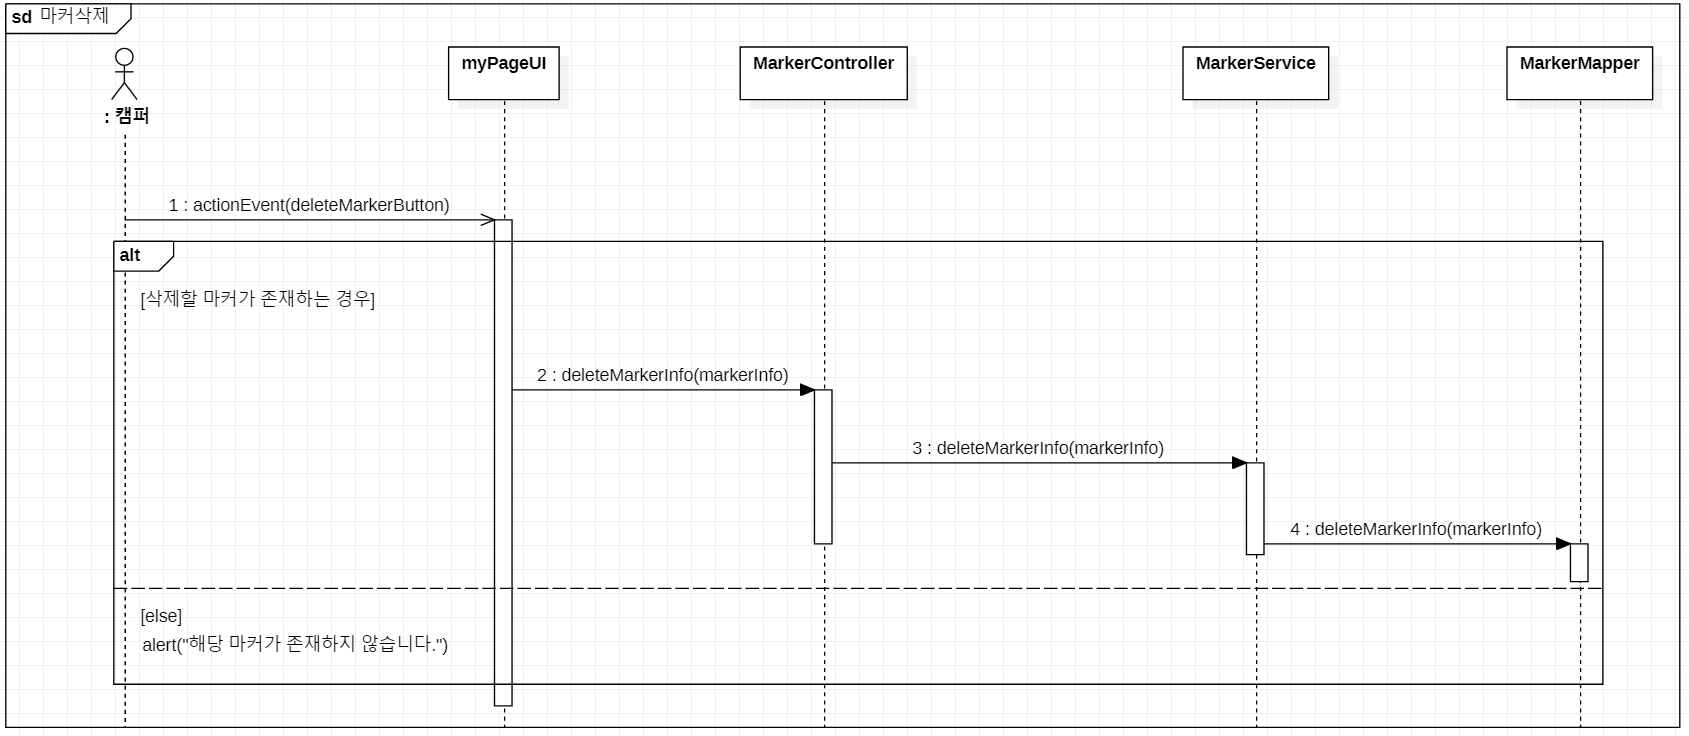 sd 마커삭제
: 캠퍼
myPageUI
MarkerController
MarkerService
MarkerMapper
1 : actionEvent(deleteMarkerButton)
alt
[삭제할 마커가 존재하는 경우]
2 : deleteMarkerInfo(markerInfo)
3 : deleteMarkerInfo(markerInfo)
4 : deleteMarkerInfo(markerInfo)
[else]
alert("해당 마커가 존재하지 않습니다.")